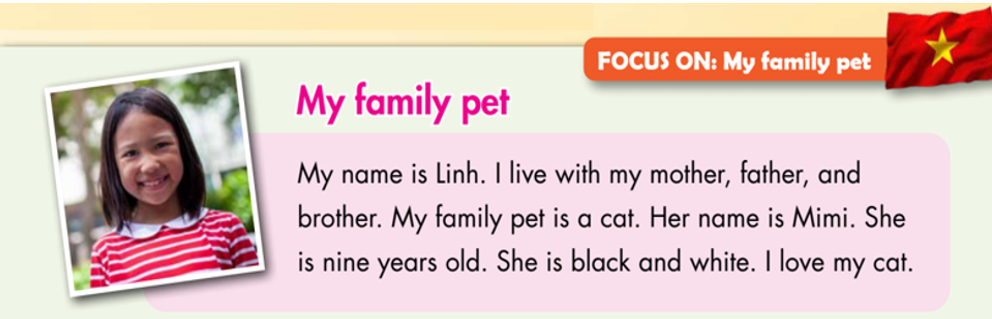 FOCUS ON: My family pet
My family pet
My name is Linh. I live with my mother, father, and
brother. My family pet is a cat. Her name is Mimi. She
is nine years old. She is black and white. I love my cat.